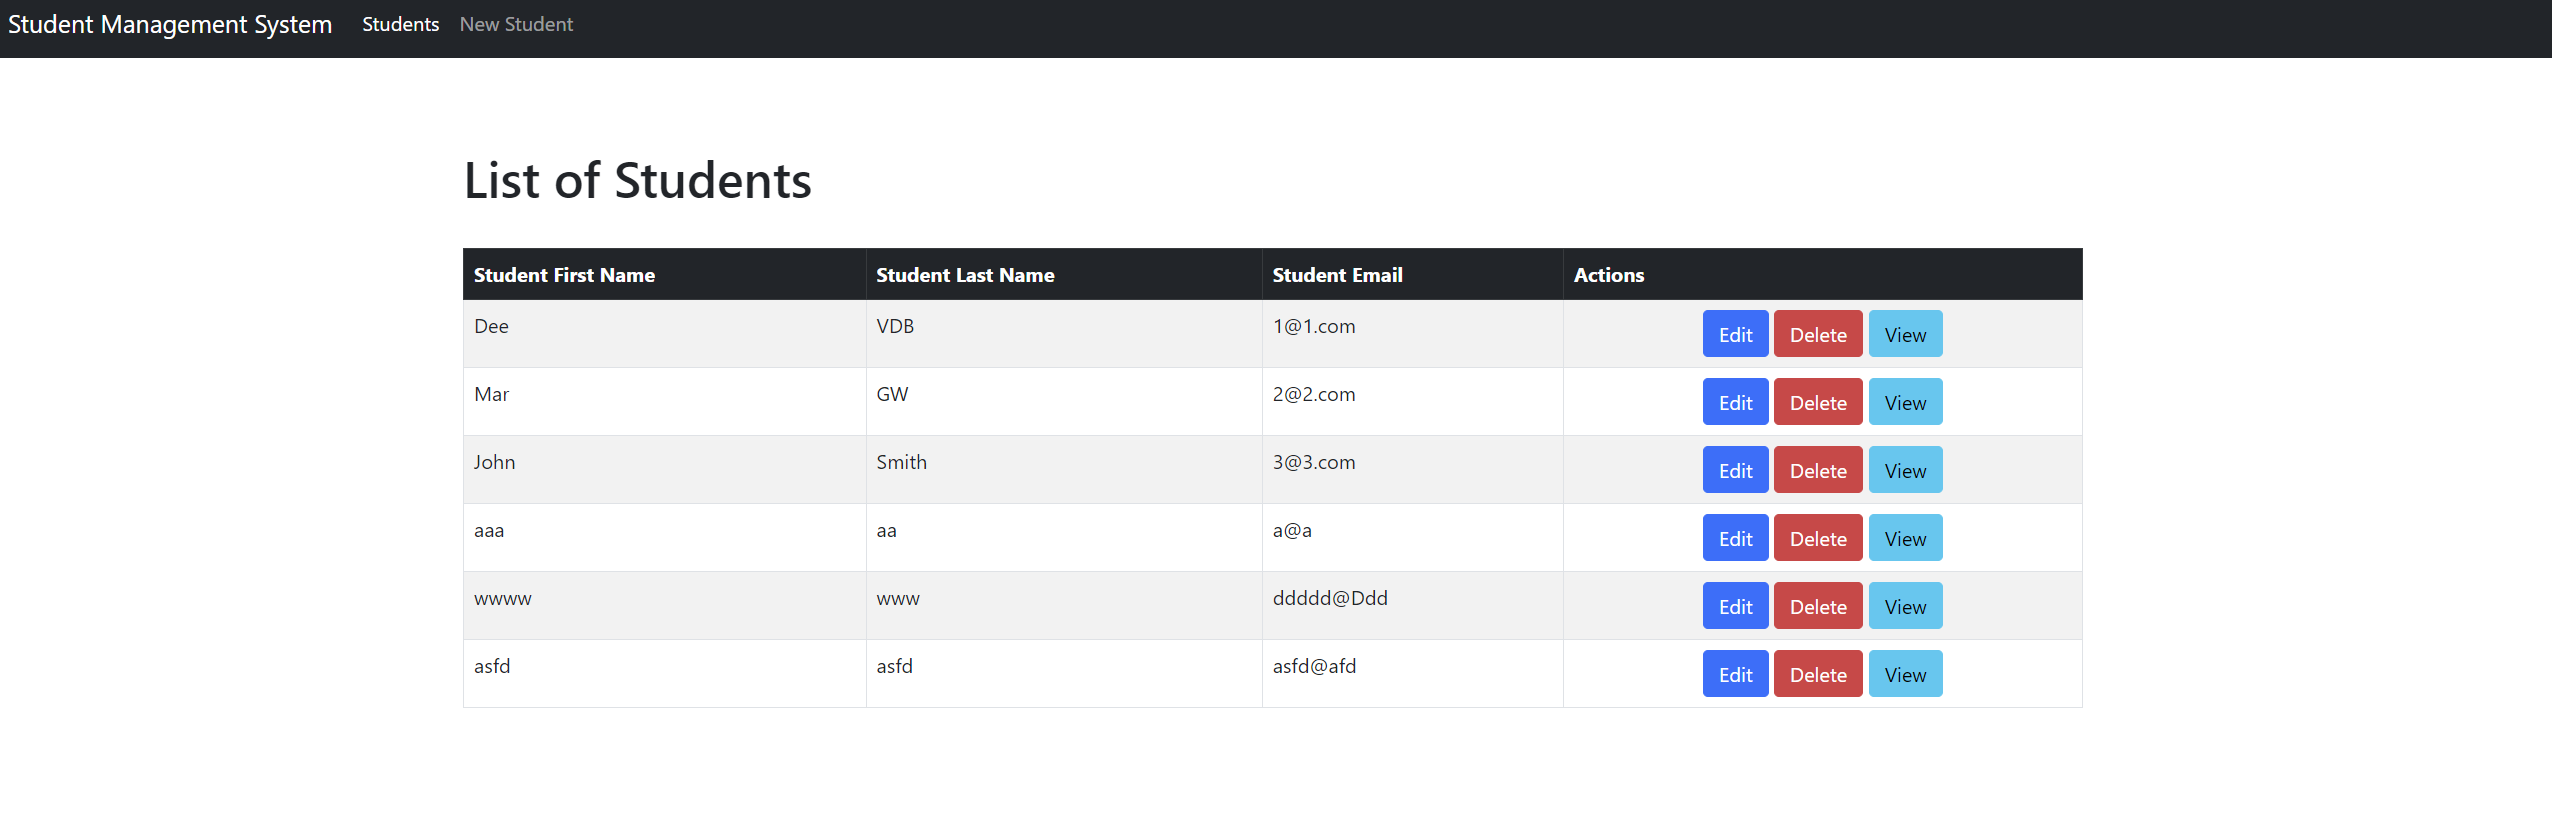 Student Management System Students New Student
List of Students
Student First Name Student Last Name Student Email Actions
Dee VDB 1@1.com Edit Delete View
Mar GW 2@2.com Edit Delete View
John Smith 3@3.com Edit Delete View
aaa aa a@a Edit Delete View
wwww www ddddd@Ddd Edit Delete View
asfd asfd asfd@afd Edit Delete View